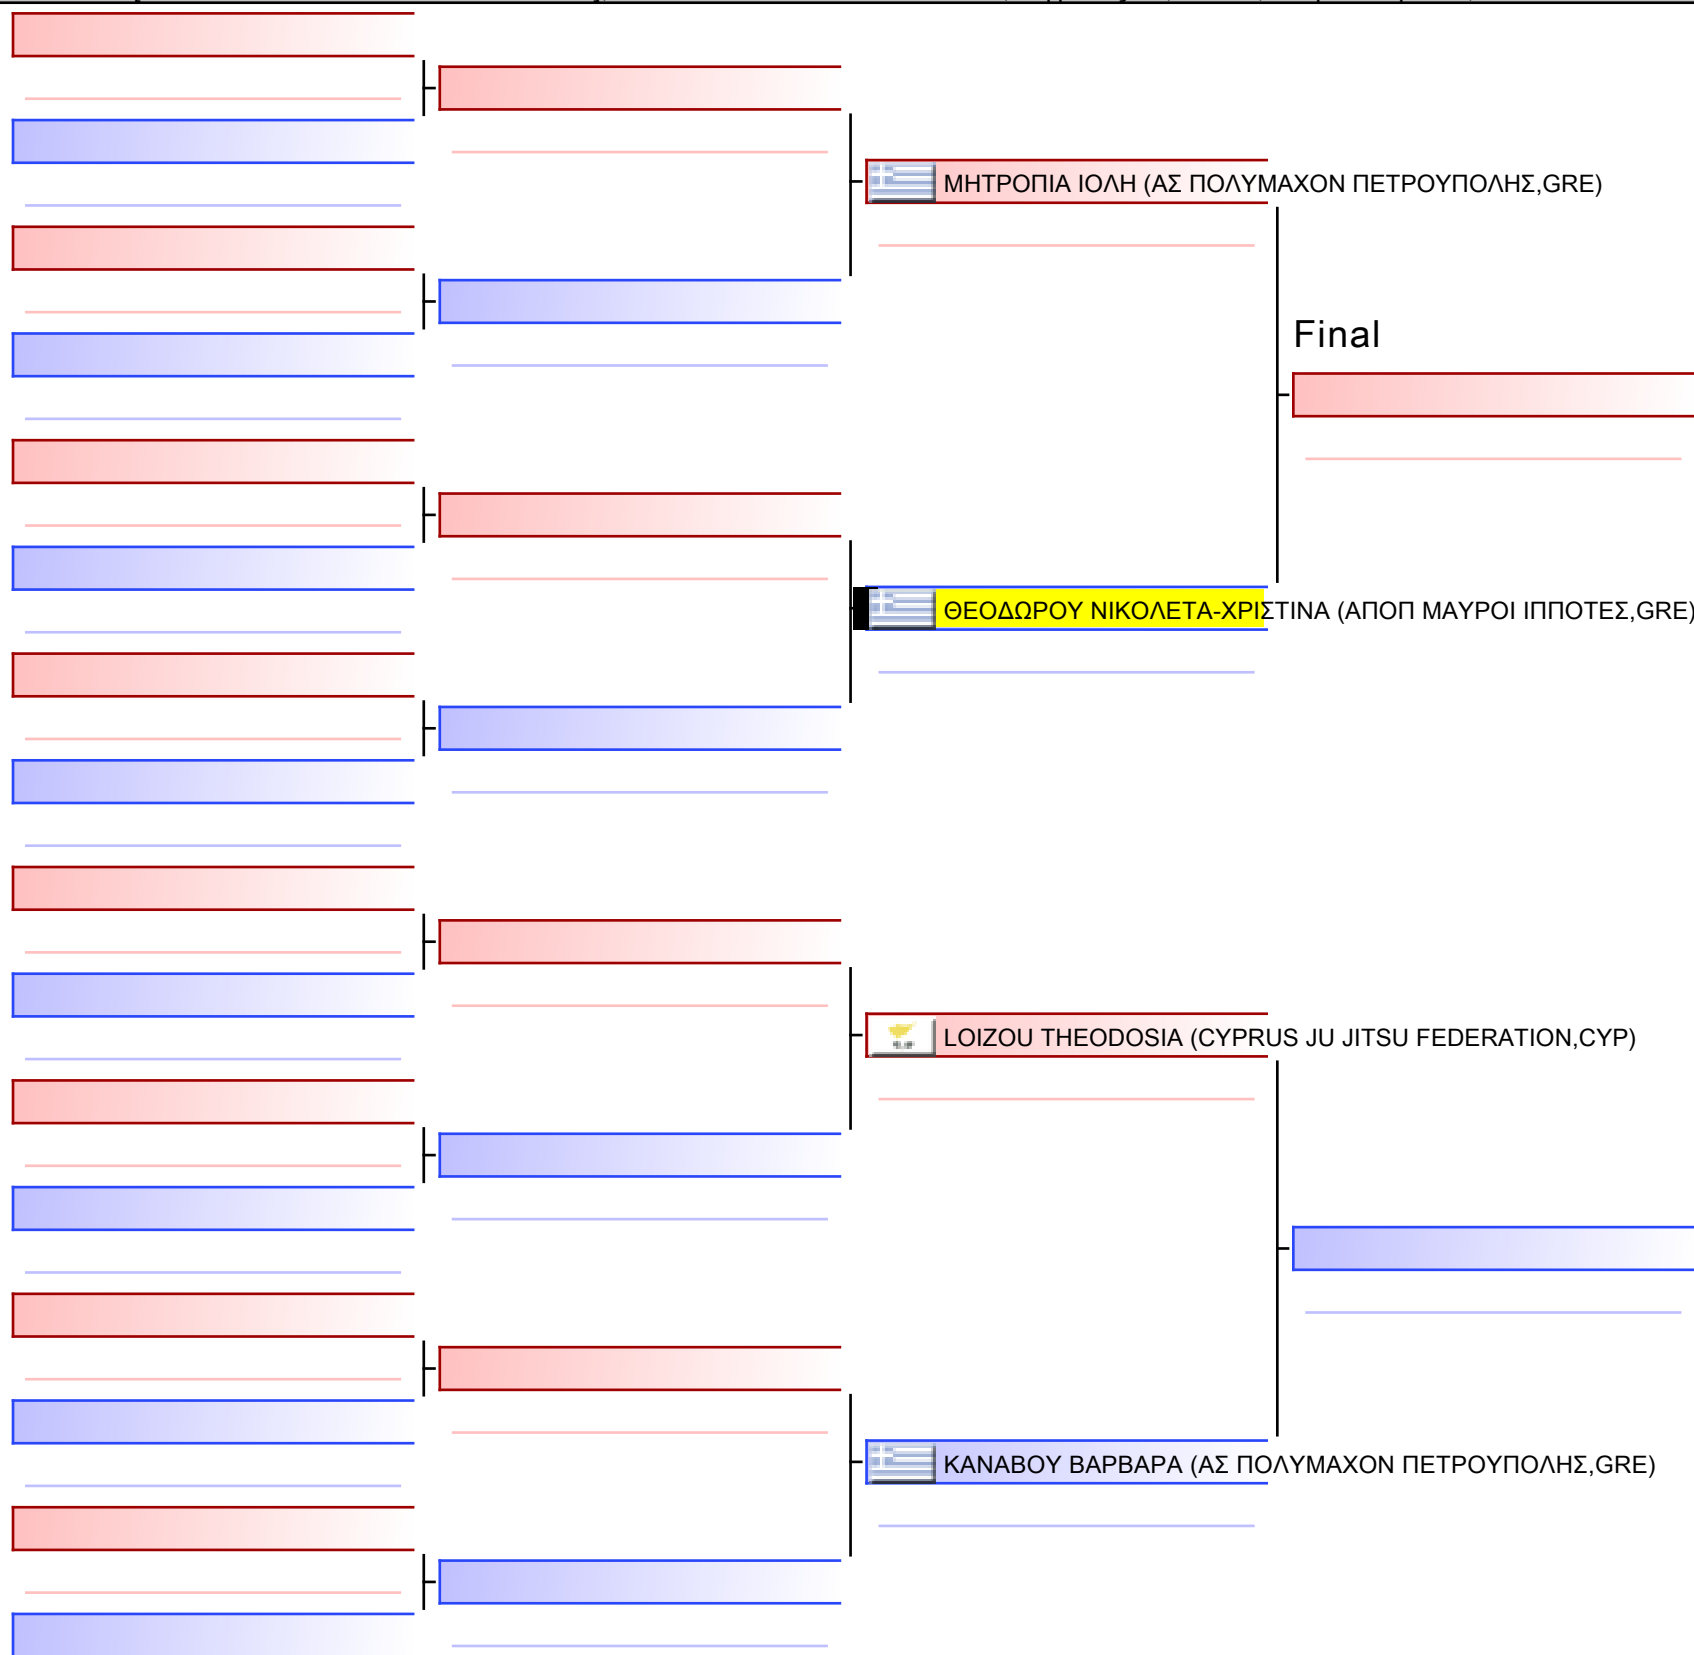 ΜΗΤΡΟΠΙΑ ΙΟΛΗ (ΑΣ ΠΟΛΥΜΑΧΟΝ ΠΕΤΡΟΥΠΟΛΗΣ,GRE)
Final
ΘΕΟΔΩΡΟΥ ΝΙΚΟΛΕΤΑ-ΧΡΙΣΤΙΝΑ (ΑΠΟΠ ΜΑΥΡΟΙ ΙΠΠΟΤΕΣ,GRE)
LOIZOU THEODOSIA (CYPRUS JU JITSU FEDERATION,CYP)
ΚΑΝΑΒΟΥ ΒΑΡΒΑΡΑ (ΑΣ ΠΟΛΥΜΑΧΟΝ ΠΕΤΡΟΥΠΟΛΗΣ,GRE)